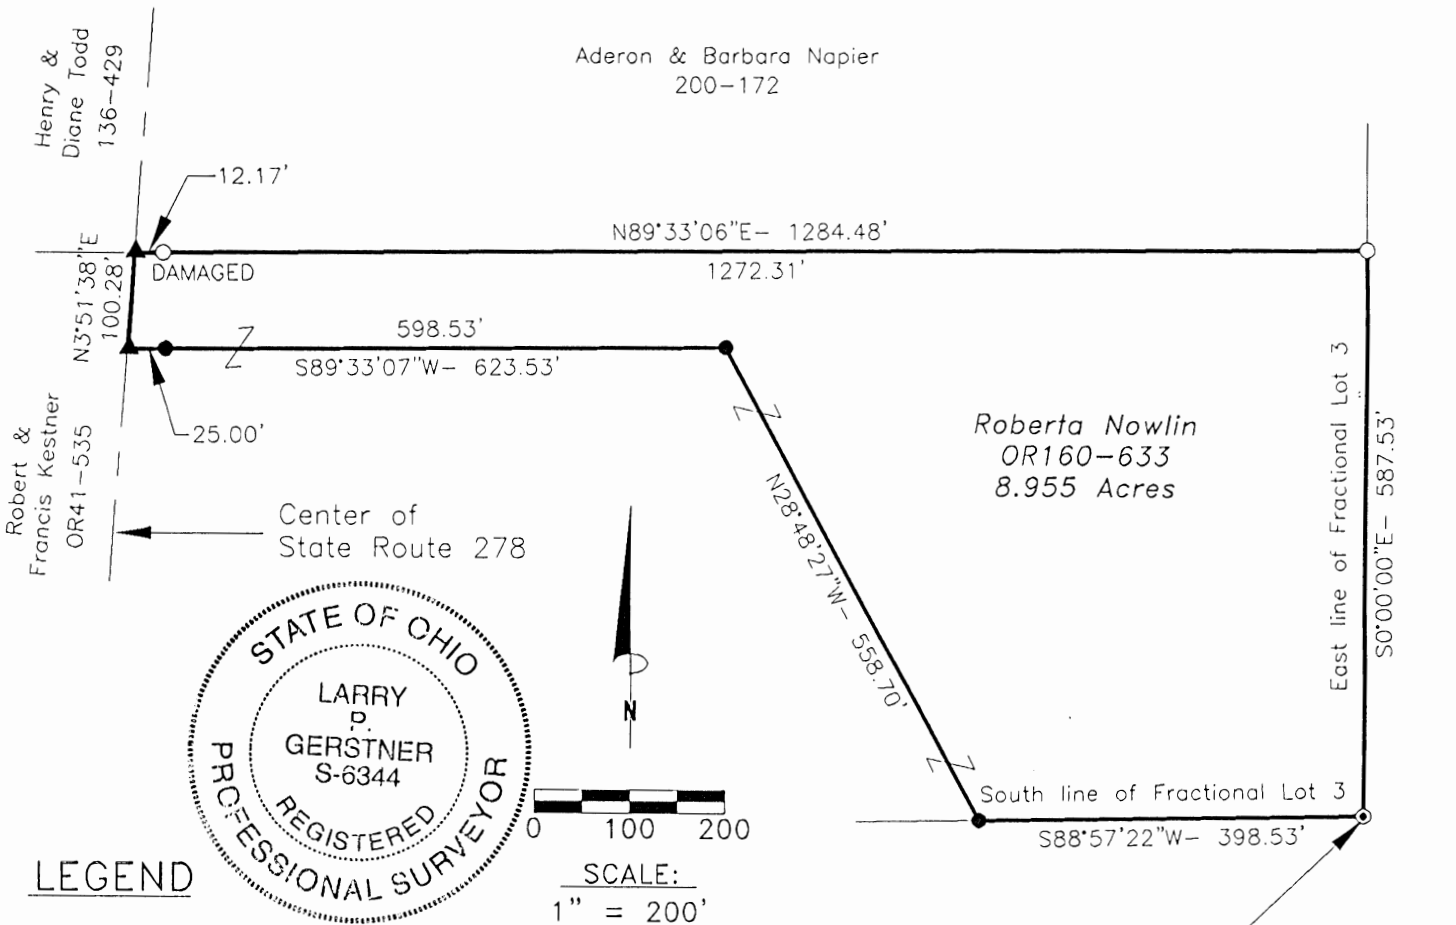 Henry &
Diane Todd
136-429
Aderon & Barbara Napier
200-172
12.17'
N89°33'06"E- 1284.48'
1272.31'
DAMAGED
N3°51'38"E
100.28'
598.53'
S89°33'07"W- 623.53'
25.00'
Robert &
Francis Kestner
OR41-535
Center of
State Route 278
N28°48'27"W- 558.70'
Roberta Nowlin
OR160-633
8.955 Acres
East line of Fractional Lot 3
S0°00'00"E- 587.53'
South line of Fractional Lot 3
S88°57'22"W- 398.53'
N
STATE OF OHIO
LARRY
P.
GERSTNER
S-6344
REGISTERED
PROFESSIONAL SURVEYOR
0 100 200
SCALE:
1" = 200'
LEGEND